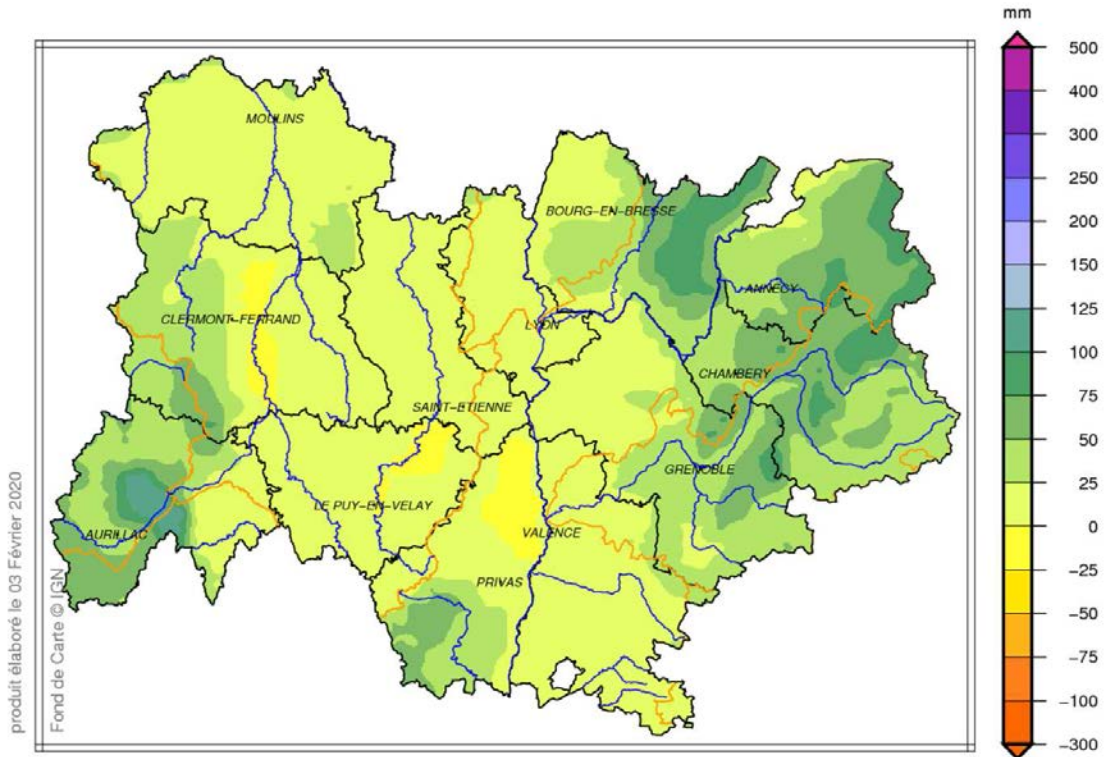 mm
500
400
300
250
200
150
125
100
75
50
25
0
-25
-50
-75
-100
-300
MOULINS
BOURG-EN-BRESSE
ANNECY
CLERMONT-FERRAND
LYON
CHAMBERY
SAINT-ETIENNE
GRENOBLE
LE PUY-EN-VELAY
AURILLAC
VALENCE
PRIVAS
produit élaboré le 03 Février 2020
Fond de Carte © IGN